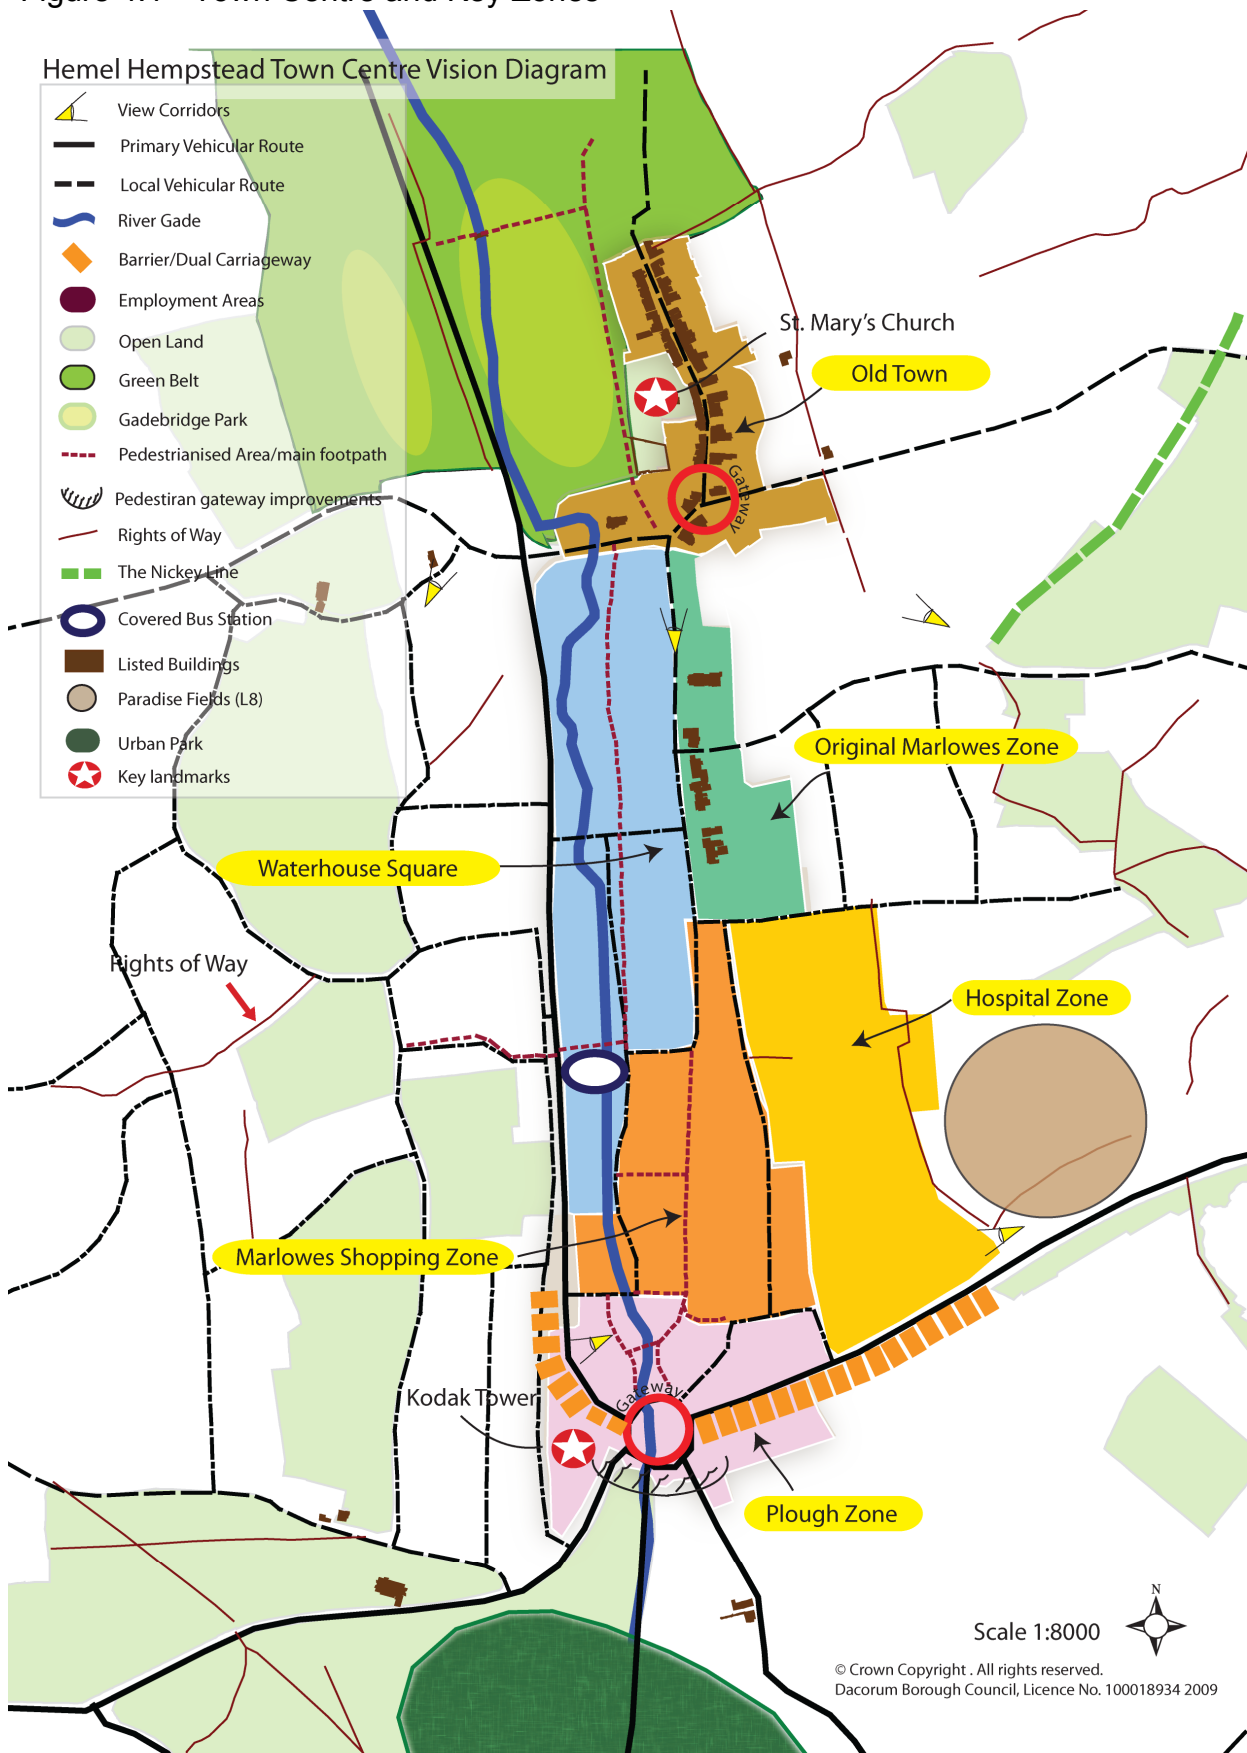 Hemel Hempstead Town Centre Vision Diagram
View Corridors
Primary Vehicular Route
Local Vehicular Route
River Gade
Barrier/Dual Carriageway
Employment Areas
Open Land
Green Belt
Gadebridge Park
Pedestrianised Area/main footpath
Pedestiran gateway improvements
Rights of Way
The Nickey Line
Covered Bus Station
Listed Buildings
Paradise Fields (L8)
Urban Park
Key landmarks
St. Mary's Church
Old Town
Gateway
Original Marlowes Zone
Waterhouse Square
Rights of Way
Hospital Zone
Marlowes Shopping Zone
Kodak Tower
Gateway
Plough Zone
N
Scale 1:8000
© Crown Copyright . All rights reserved.
Dacorum Borough Council, Licence No. 100018934 2009